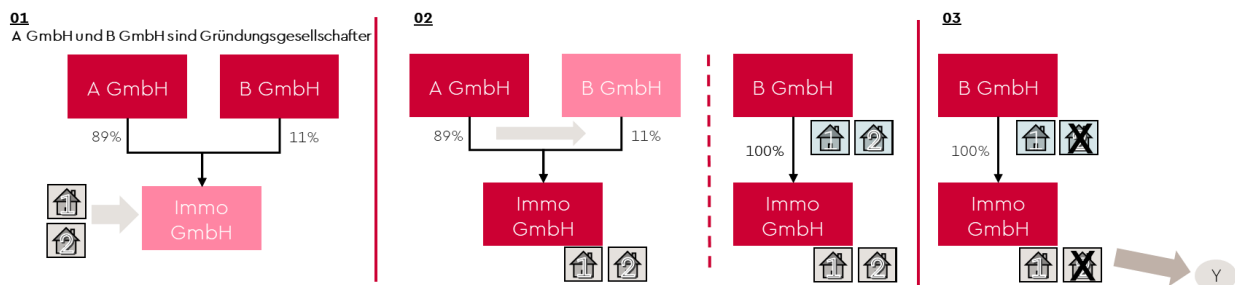 01
A GmbH und B GmbH sind Gründungsgesellschafter
A GmbH
B GmbH
89%
11%
1
2
Immo
GmbH
02
A GmbH
B GmbH
89%
11%
Immo
GmbH
1
2
B GmbH
1
2
100%
Immo
GmbH
1
2
03
B GmbH
1
X
100%
Immo
GmbH
1
X
Y